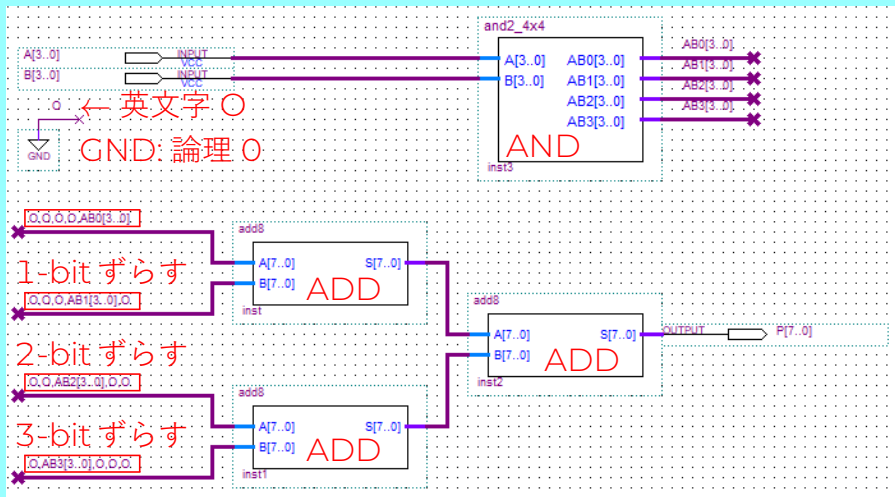 and2_4x4
A[3..0] INPUT VCC
B[3..0] INPUT VCC
A[3..0] AB0[3..0] AB0[3..0]
B[3..0] AB1[3..0] AB1[3..0]
AB2[3..0] AB2[3..0]
AB3[3..0] AB3[3..0]
O ← 英文字 O
GND
GND: 論理 0
AND
inst3
O,O,O,O,AB0[3..0]
add8
A[7..0] S[7..0]
B[7..0]
ADD
inst
1-bit ずらす
O,O,O,AB1[3..0],O
add8
A[7..0] S[7..0]
B[7..0]
ADD
inst2
OUTPUT P[7..0]
2-bit ずらす
O,O,AB2[3..0],O,O
add8
A[7..0] S[7..0]
B[7..0]
ADD
inst1
3-bit ずらす
O,AB3[3..0],O,O,O